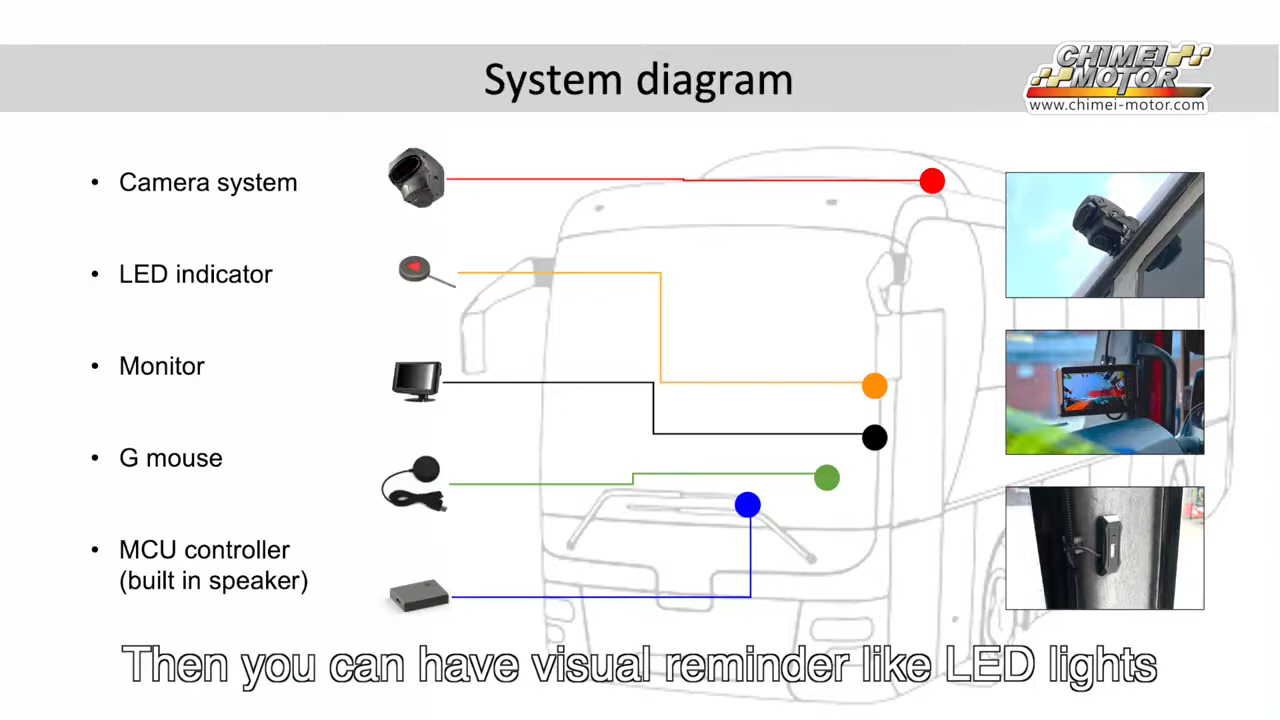 System diagram
CHIMEI
MOTOR
www.chimei-motor.com
• Camera system
• LED indicator
• Monitor
• G mouse
• MCU controller
(built in speaker)
Then you can have visual reminder like LED lights